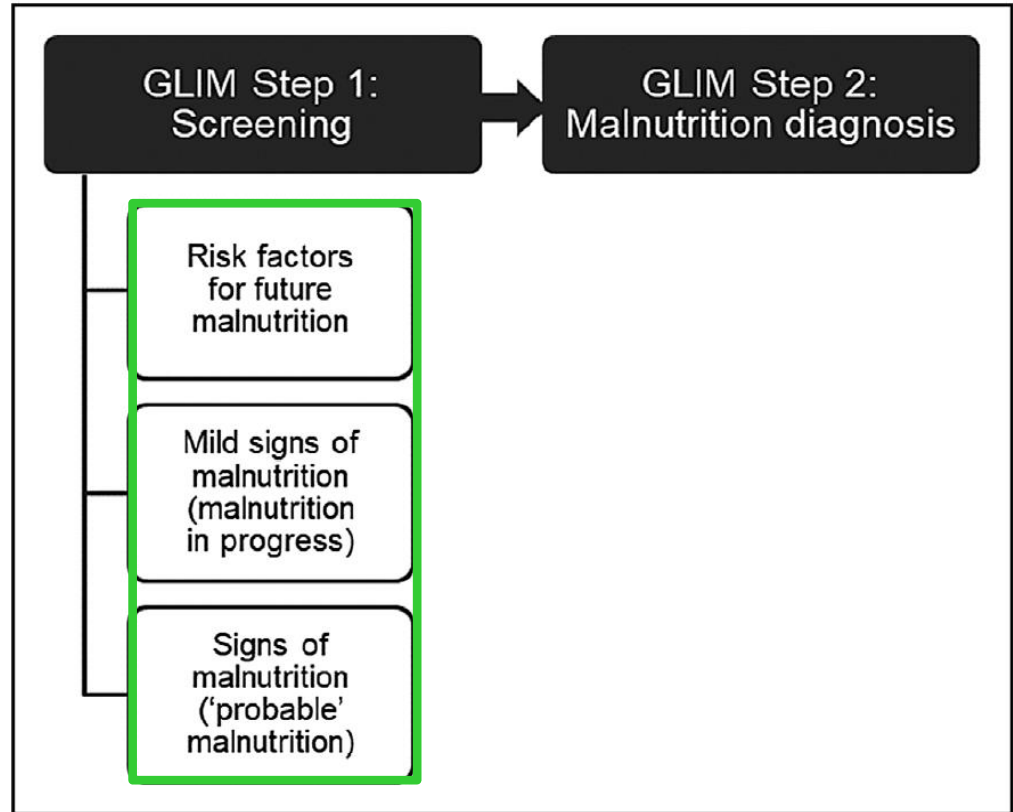 GLIM Step 1:
Screening
GLIM Step 2:
Malnutrition diagnosis
Risk factors
for future
malnutrition
Mild signs of
malnutrition
(malnutrition
in progress)
Signs of
malnutrition
(‘probable’
malnutrition)